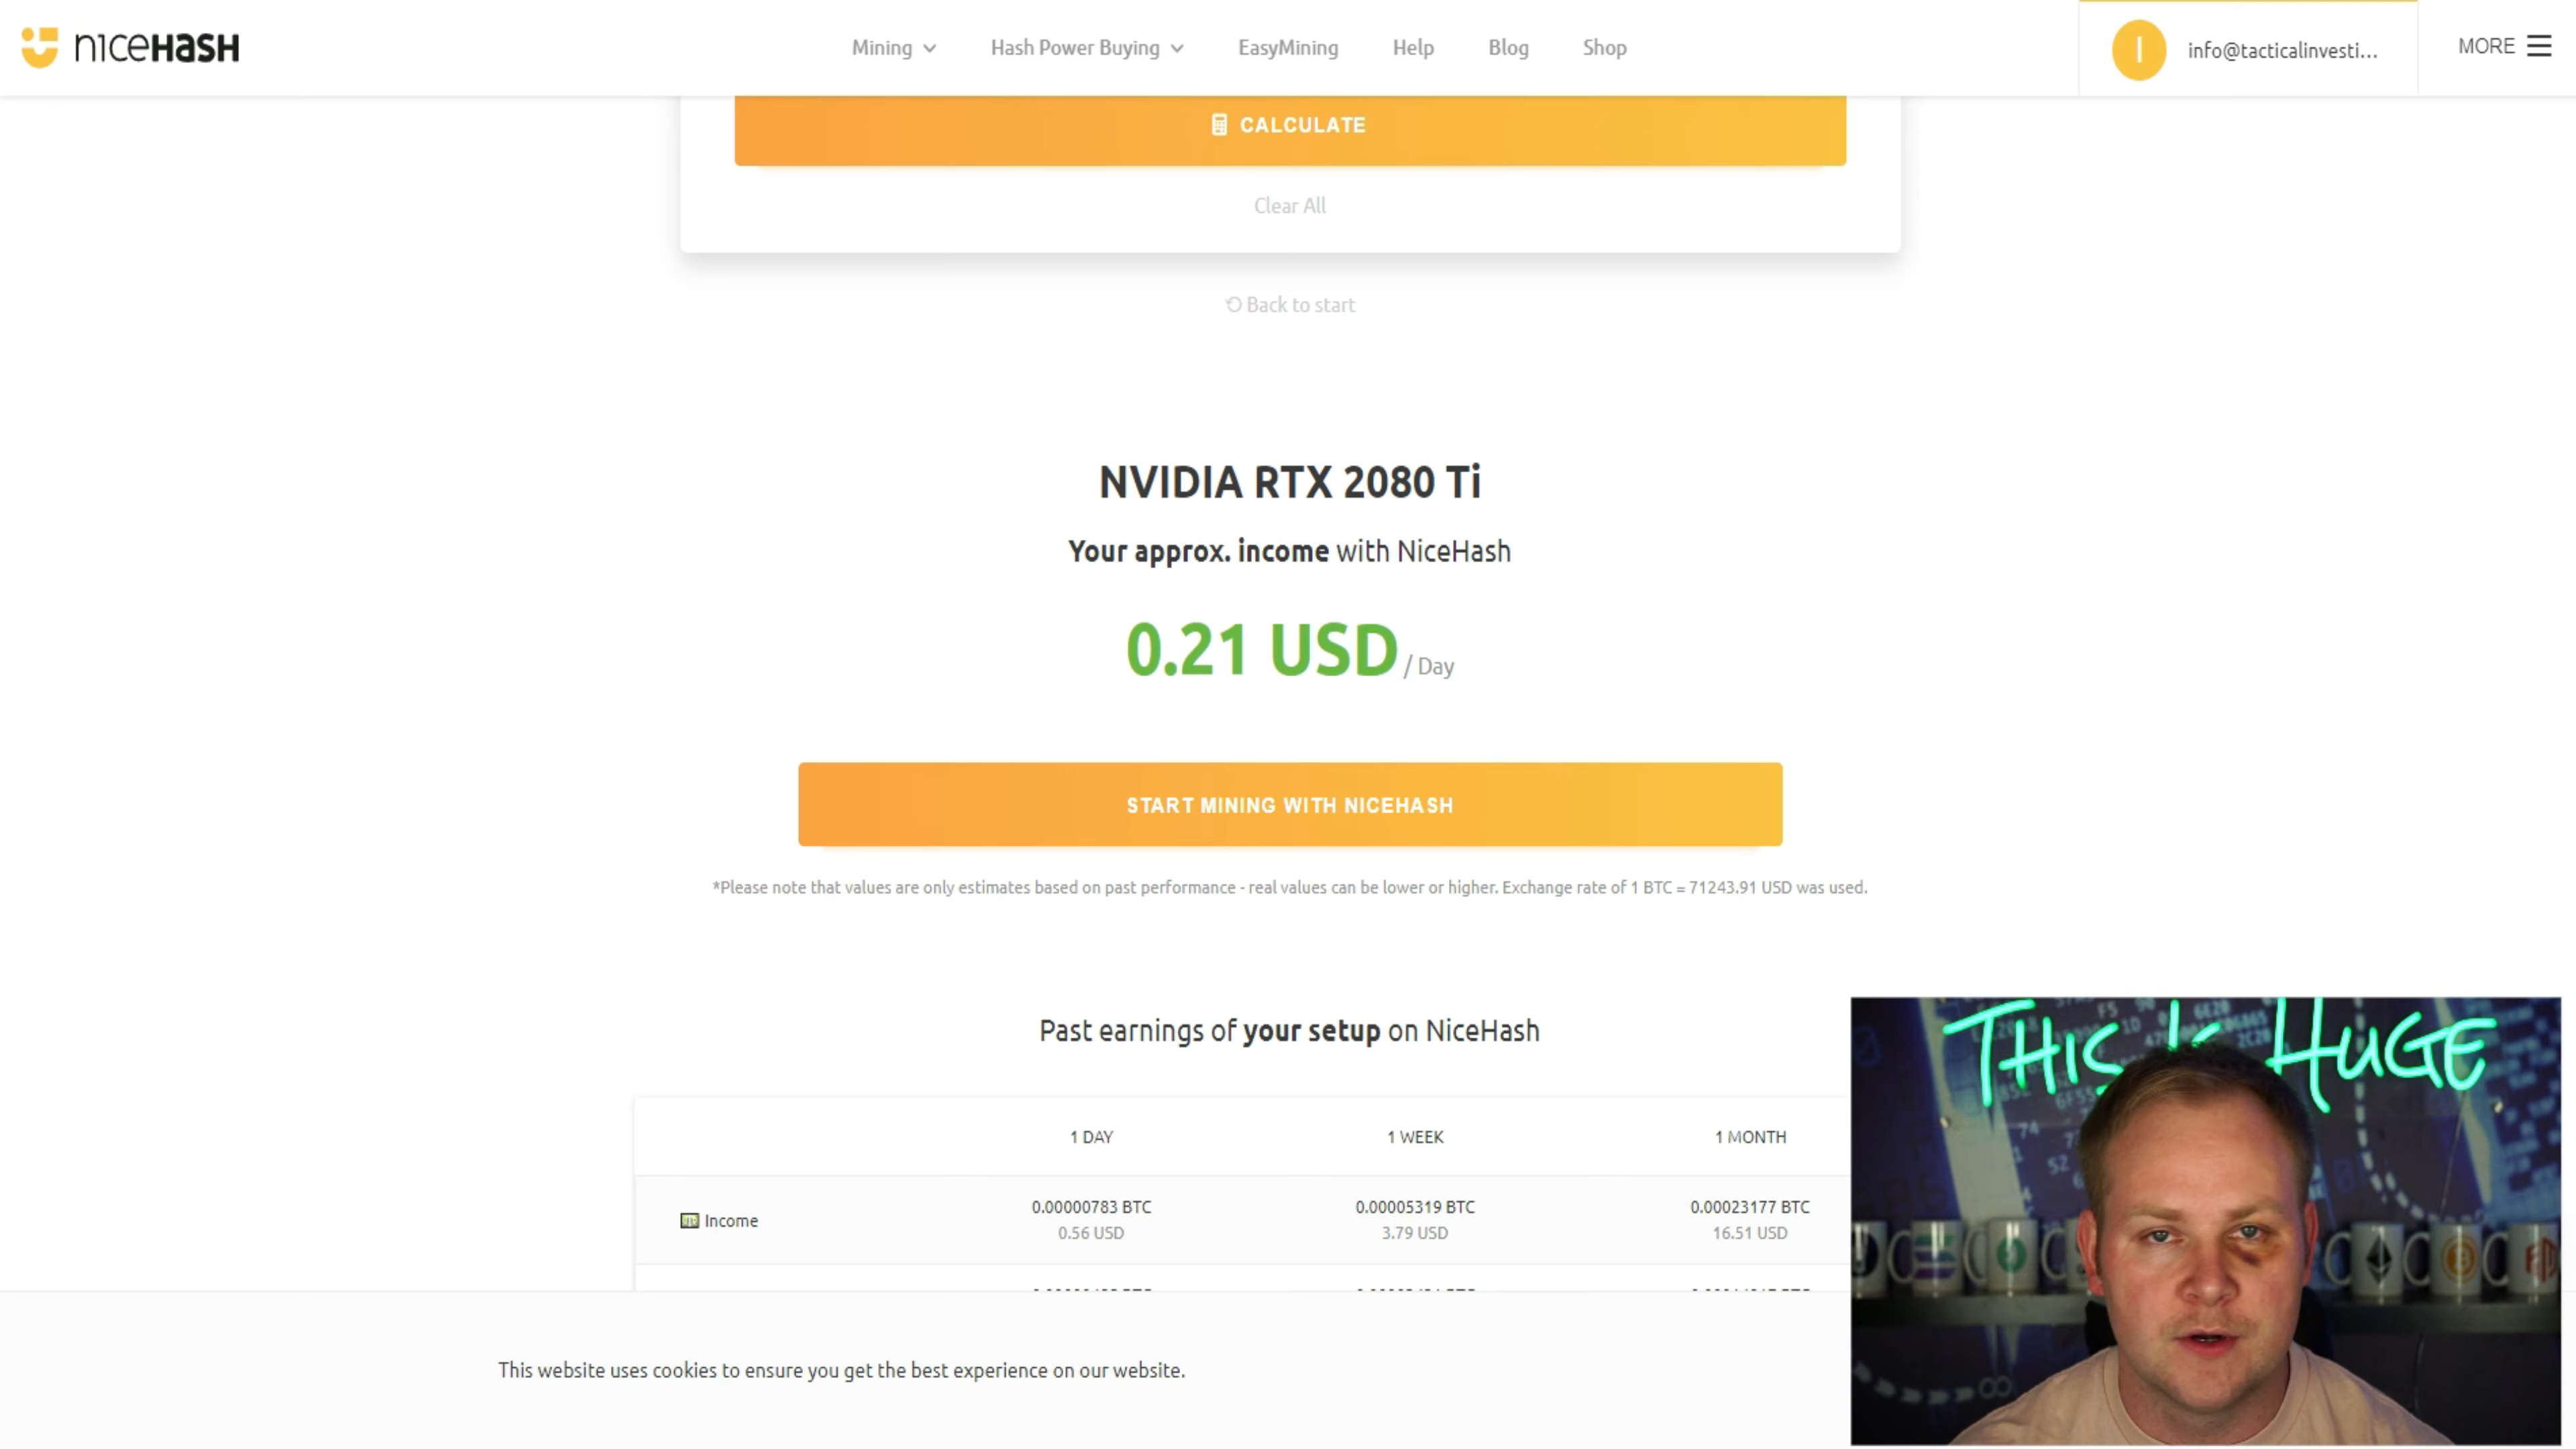 niceHash
Mining
Hash Power Buying
EasyMining
Help
Blog
Shop
I
info@tacticalinvesti...
MORE
CALCULATE
Clear All
Back to start
NVIDIA RTX 2080 Ti
Your approx. income with NiceHash
0.21 USD / Day
START MINING WITH NICEHASH
*Please note that values are only estimates based on past performance - real values can be lower or higher. Exchange rate of 1 BTC = 71243.91 USD was used.
Past earnings of your setup on NiceHash
1 DAY 1 WEEK 1 MONTH
Income 0.00000783 BTC 0.00005319 BTC 0.00023177 BTC
0.56 USD 3.79 USD 16.51 USD
THIS IS HUGE
This website uses cookies to ensure you get the best experience on our website.